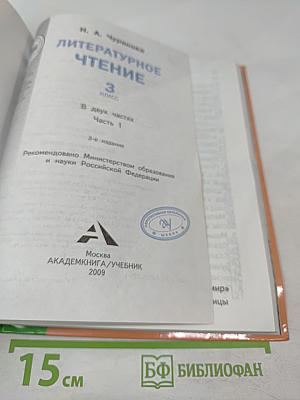 Н. А. Чуракова
ЛИТЕРАТУРНОЕ
ЧТЕНИЕ
3
КЛАСС
В двух частях
Часть 1
3-е издание
Рекомендовано Министерством образования
и науки Российской Федерации
Москва
АКАДЕМКНИГА/УЧЕБНИК
2009
15 см
БФ БИБЛИОФАН